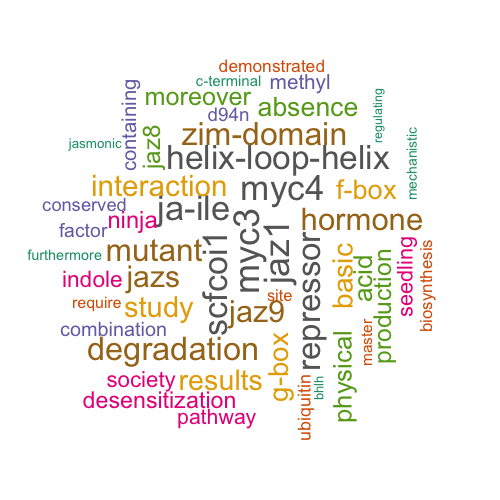 demonstrated
c-terminal
methyl
containing
moreover
absence
regulating
d94n
jaz8
zim-domain
jasmonic
helix-loop-helix
mechanistic
interaction
myc4
f-box
conserved
ja-ile
ninja
hormone
factor
myc3
jaz1
scfcoi1
repressor
mutant
furthermore
basic
acid
production
seedling
biosynthesis
indole
jazs
site
require
study
jaz9
combination
master
degradation
g-box
physical
society
results
ubiquitin
bhlh
desensitization
pathway